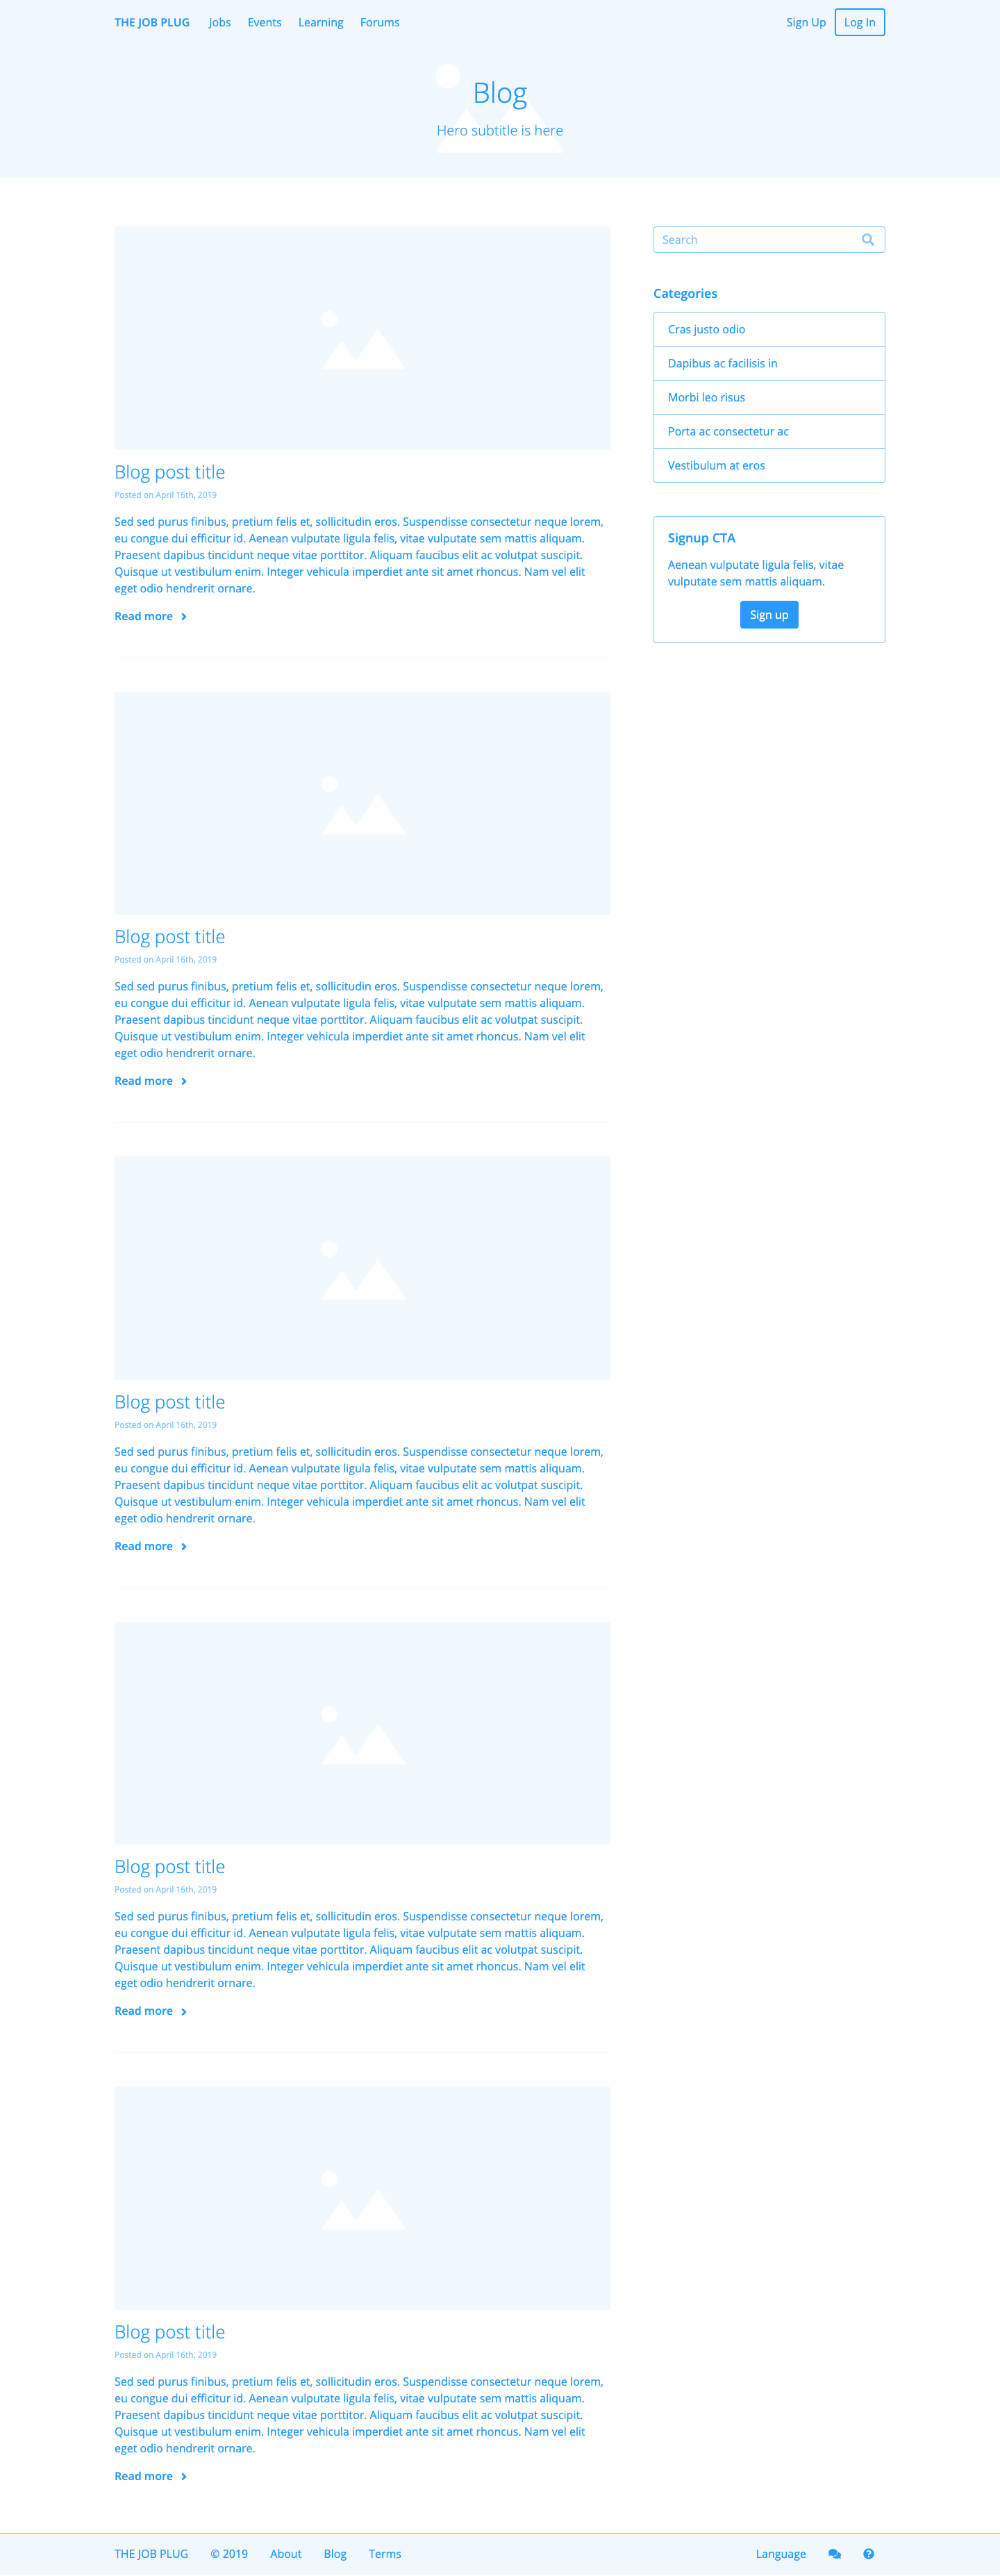 THE JOB PLUG Jobs Events Learning Forums Sign Up Log In
Blog
Hero subtitle is here
Blog post title
Posted on April 16th, 2019
Sed sed purus finibus, pretium felis et, sollicitudin eros. Suspendisse consectetur neque lorem,
eu congue dui efficitur id. Aenean vulputate ligula felis, vitae vulputate sem mattis aliquam.
Praesent dapibus tincidunt neque vitae porttitor. Aliquam faucibus elit ac volutpat suscipit.
Quisque ut vestibulum enim. Integer vehicula imperdiet ante sit amet rhoncus. Nam vel elit
eget odio hendrerit ornare.
Read more
Blog post title
Posted on April 16th, 2019
Sed sed purus finibus, pretium felis et, sollicitudin eros. Suspendisse consectetur neque lorem,
eu congue dui efficitur id. Aenean vulputate ligula felis, vitae vulputate sem mattis aliquam.
Praesent dapibus tincidunt neque vitae porttitor. Aliquam faucibus elit ac volutpat suscipit.
Quisque ut vestibulum enim. Integer vehicula imperdiet ante sit amet rhoncus. Nam vel elit
eget odio hendrerit ornare.
Read more
Blog post title
Posted on April 16th, 2019
Sed sed purus finibus, pretium felis et, sollicitudin eros. Suspendisse consectetur neque lorem,
eu congue dui efficitur id. Aenean vulputate ligula felis, vitae vulputate sem mattis aliquam.
Praesent dapibus tincidunt neque vitae porttitor. Aliquam faucibus elit ac volutpat suscipit.
Quisque ut vestibulum enim. Integer vehicula imperdiet ante sit amet rhoncus. Nam vel elit
eget odio hendrerit ornare.
Read more
Blog post title
Posted on April 16th, 2019
Sed sed purus finibus, pretium felis et, sollicitudin eros. Suspendisse consectetur neque lorem,
eu congue dui efficitur id. Aenean vulputate ligula felis, vitae vulputate sem mattis aliquam.
Praesent dapibus tincidunt neque vitae porttitor. Aliquam faucibus elit ac volutpat suscipit.
Quisque ut vestibulum enim. Integer vehicula imperdiet ante sit amet rhoncus. Nam vel elit
eget odio hendrerit ornare.
Read more
Blog post title
Posted on April 16th, 2019
Sed sed purus finibus, pretium felis et, sollicitudin eros. Suspendisse consectetur neque lorem,
eu congue dui efficitur id. Aenean vulputate ligula felis, vitae vulputate sem mattis aliquam.
Praesent dapibus tincidunt neque vitae porttitor. Aliquam faucibus elit ac volutpat suscipit.
Quisque ut vestibulum enim. Integer vehicula imperdiet ante sit amet rhoncus. Nam vel elit
eget odio hendrerit ornare.
Read more
Search
Categories
Cras justo odio
Dapibus ac facilisis in
Morbi leo risus
Porta ac consectetur ac
Vestibulum at eros
Signup CTA
Aenean vulputate ligula felis, vitae
vulputate sem mattis aliquam.
Sign up
THE JOB PLUG © 2019 About Blog Terms Language